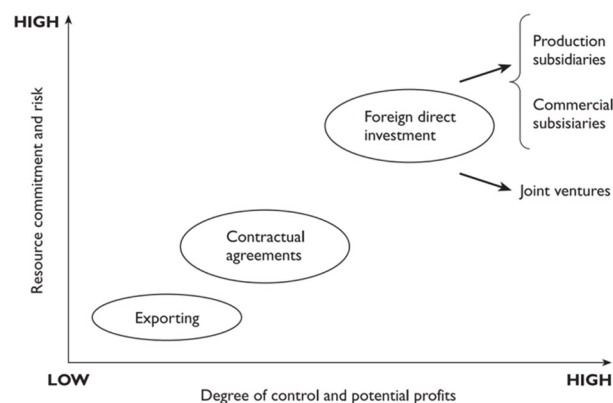 HIGH
Production
subsidiaries
Commercial
subsisiaries
Foreign direct
investment
Joint ventures
Contractual
agreements
Exporting
Resource commitment and risk
LOW
HIGH
Degree of control and potential profits